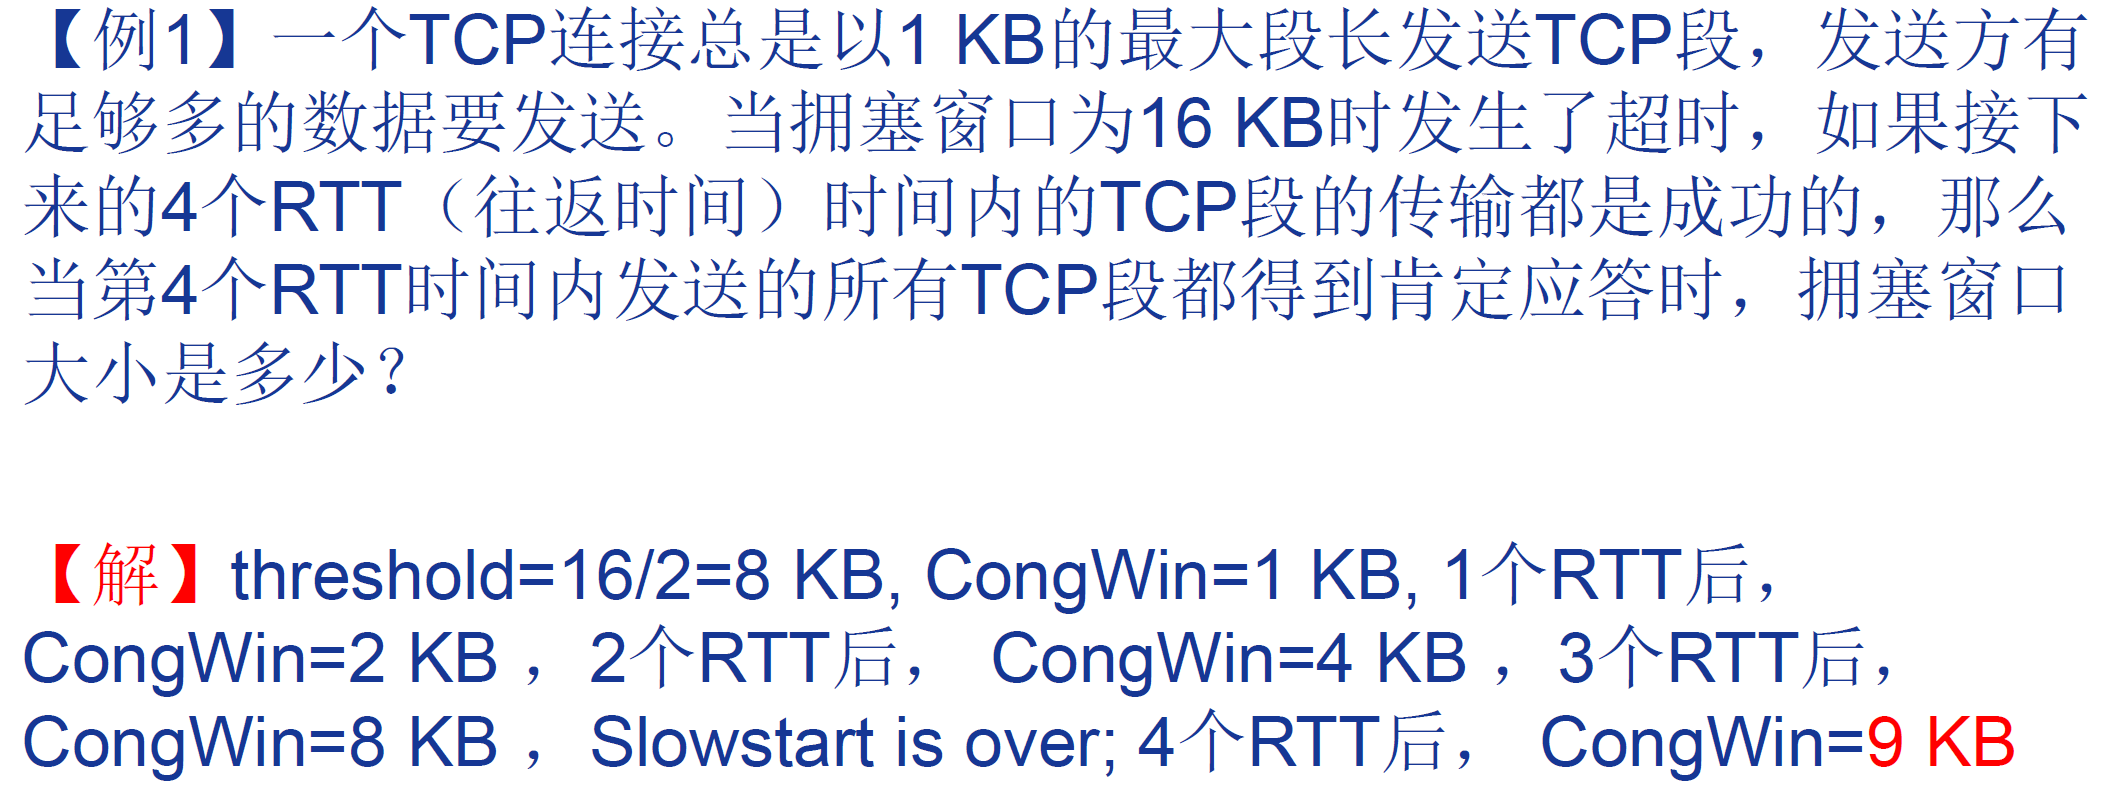 【例1】一个TCP连接总是以1 KB的最大段长发送TCP段，发送方有
足够多的数据要发送。当拥塞窗口为16 KB时发生了超时，如果接下
来的4个RTT（往返时间）时间内的TCP段的传输都是成功的，那么
当第4个RTT时间内发送的所有TCP段都得到肯定应答时，拥塞窗口
大小是多少？
【解】threshold=16/2=8 KB, CongWin=1 KB, 1个RTT后，
CongWin=2 KB ，2个RTT后， CongWin=4 KB ，3个RTT后，
CongWin=8 KB ，Slowstart is over; 4个RTT后， CongWin=9 KB